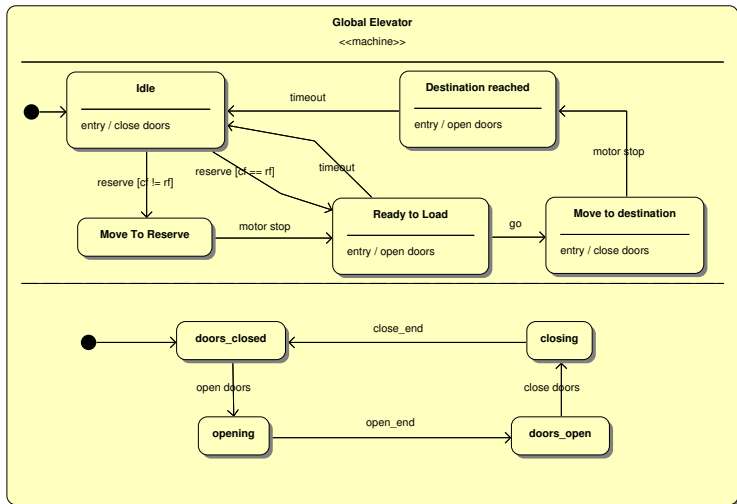 Global Elevator
<<machine>>
Idle
entry / close doors
Destination reached
entry / open doors
timeout
timeout
reserve [cf != rf]
reserve [cf == rf]
motor stop
Move To Reserve
motor stop
Ready to Load
entry / open doors
go
Move to destination
entry / close doors
doors_closed
close_end
closing
open doors
close doors
opening
open_end
doors_open